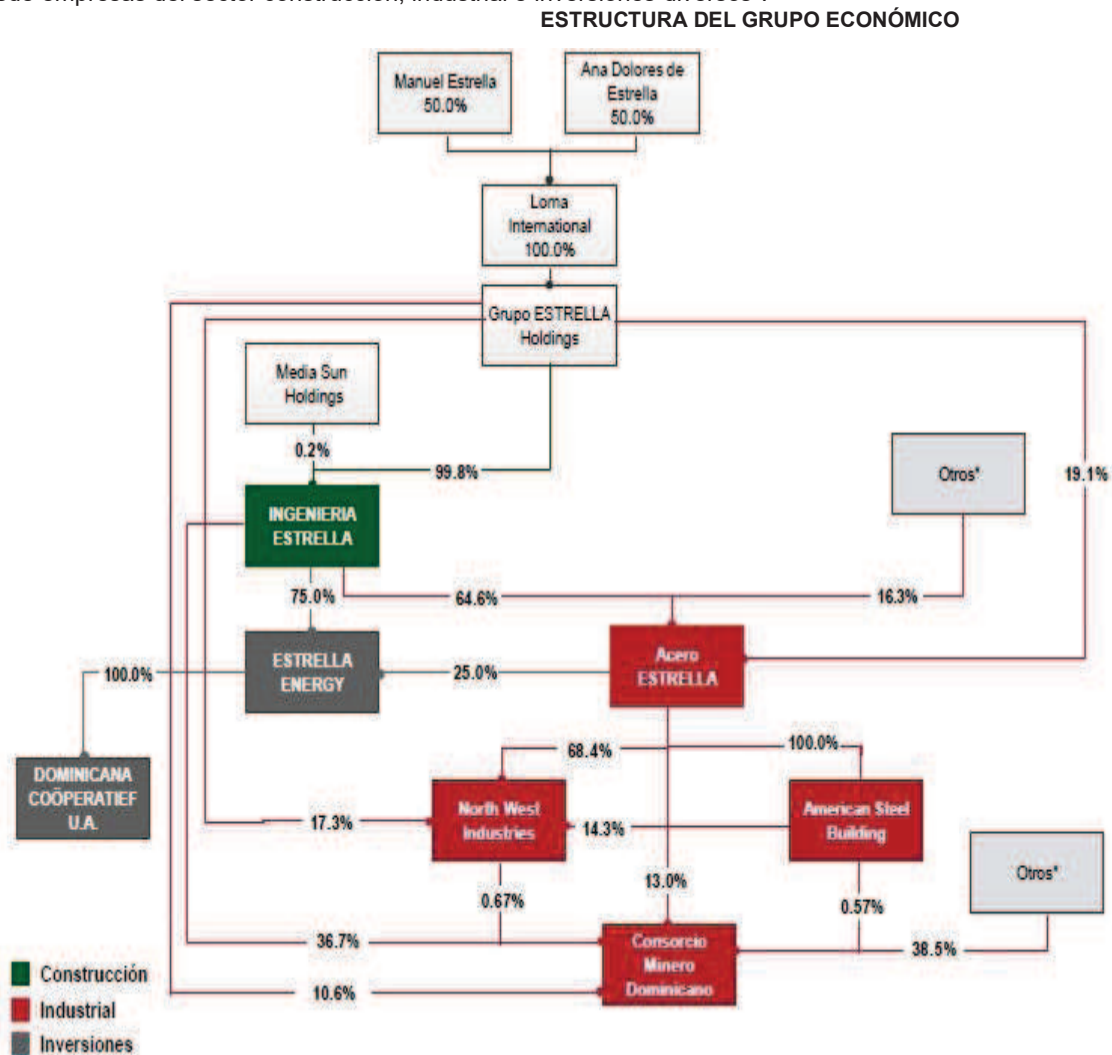 ESTRUCTURA DEL GRUPO ECONÓMICO
Manuel Estrella
50.0%
Ana Dolores de
Estrella
50.0%
Loma
International
100.0%
Grupo ESTRELLA
Holdings
Media Sun
Holdings
0.2%
99.8%
Otros*
19.1%
INGENIERIA
ESTRELLA
75.0%
64.6%
16.3%
ESTRELLA
ENERGY
100.0%
25.0%
Acero
ESTRELLA
68.4%
100.0%
DOMINICANA
COÖPERATIEF
U.A.
North West
Industries
American Steel
Building
17.3%
14.3%
Otros*
13.0%
0.67%
0.57%
36.7%
Consorcio
Minero
Dominicano
38.5%
10.6%
Construcción
Industrial
Inversiones